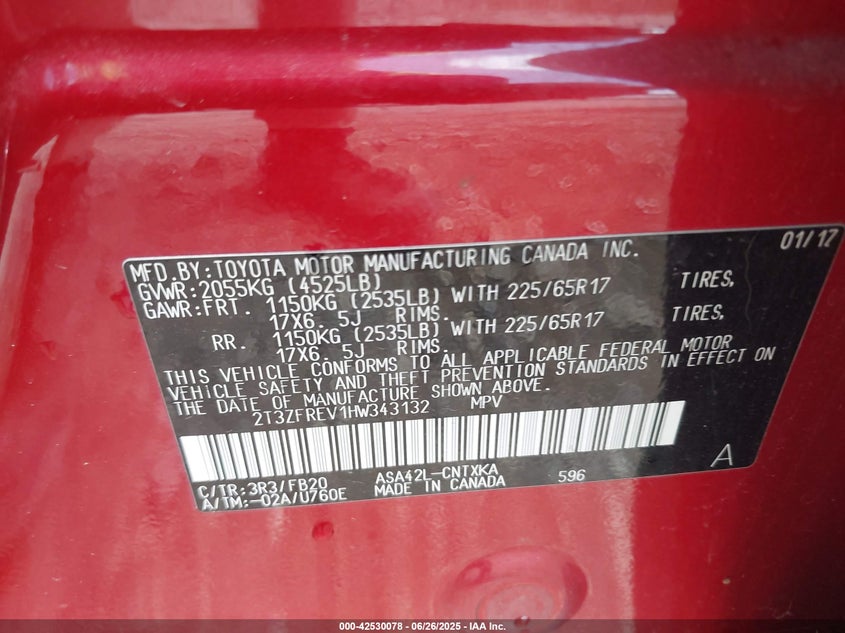 01/17
MFD.BY:TOYOTA MOTOR MANUFACTURING CANADA INC.
GVWR:2055KG (4525LB)
GAWR:FRT. 1150KG (2535LB) WITH 225/65R17 TIRES,
17X6. 5J RIMS.
RR. 1150KG (2535LB) WITH 225/65R17 TIRES,
17X6. 5J RIMS.
THIS VEHICLE CONFORMS TO ALL APPLICABLE FEDERAL MOTOR
VEHICLE SAFETY AND THEFT PREVENTION STANDARDS IN EFFECT ON
THE DATE OF MANUFACTURE SHOWN ABOVE.
2T3ZFREV1HW343132 MPV
C/TR:3R3/FB20 ASA42L-CNTXKA 596 A
A/TM:-02A/U760E MADE IN CANADA
000-42530078 - 06/26/2025 - IAA Inc.